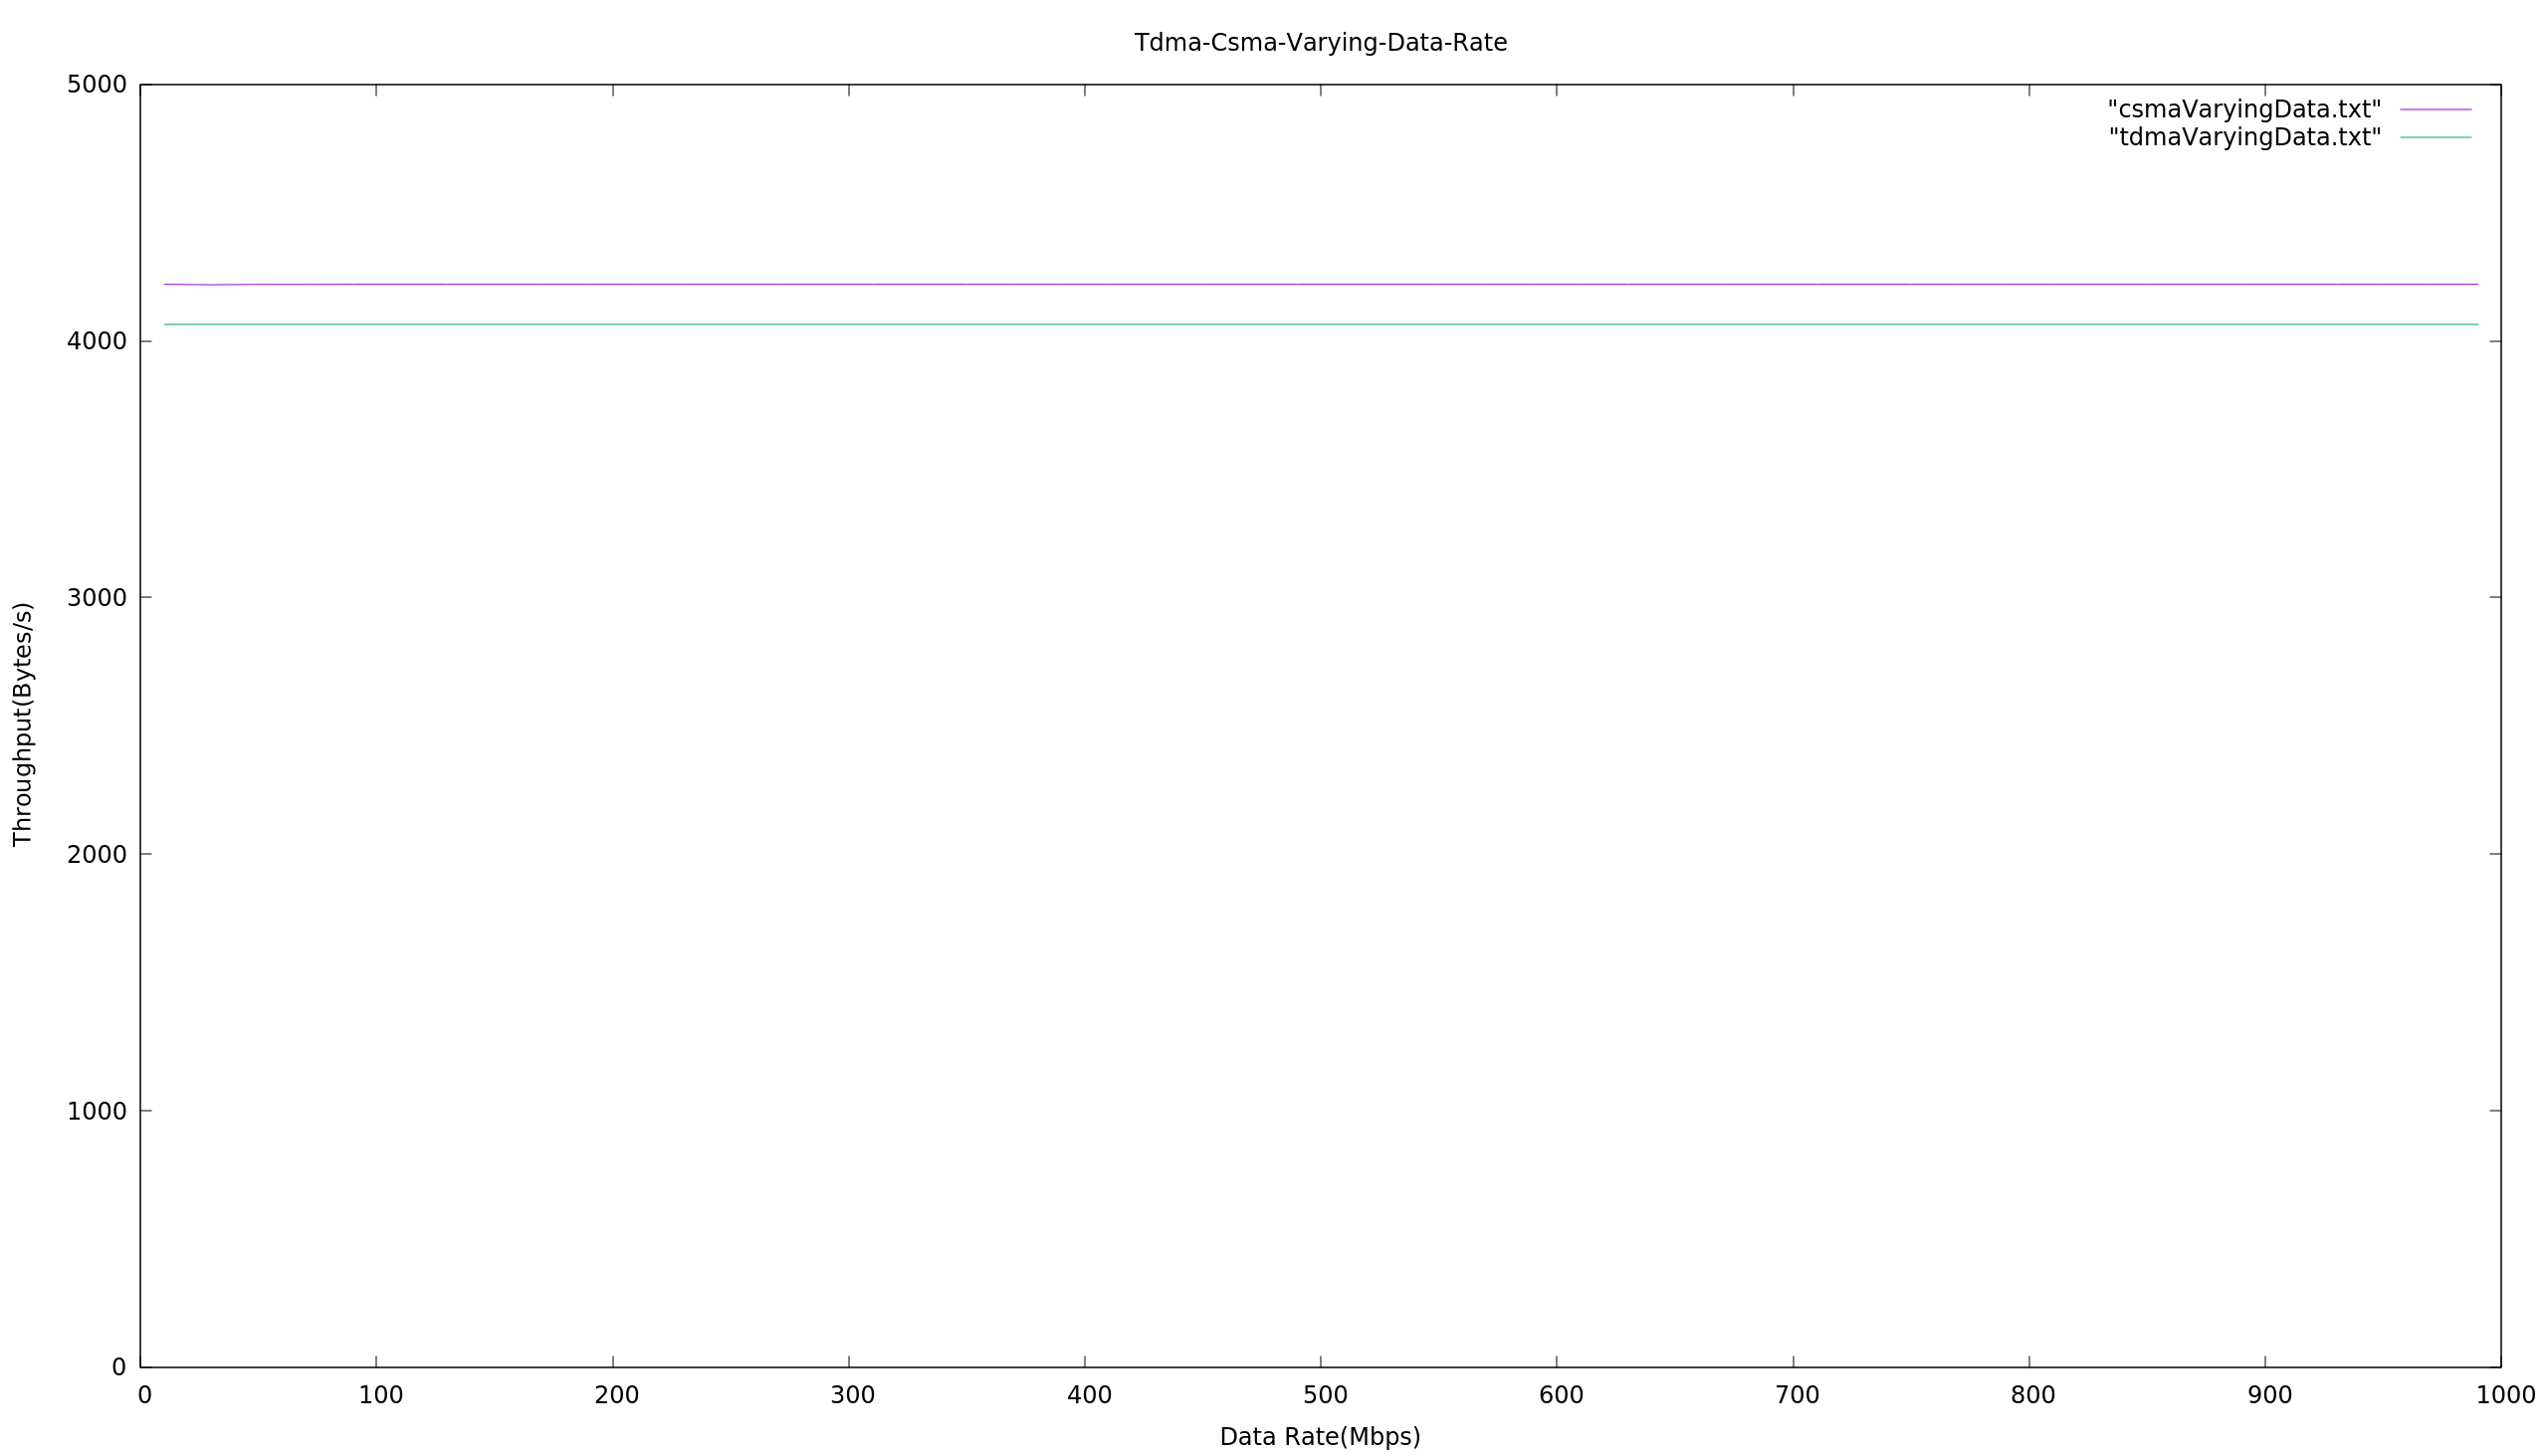 Tdma-Csma-Varying-Data-Rate
5000
"csmaVaryingData.txt"
"tdmaVaryingData.txt"
4000
3000
Throughput(Bytes/s)
2000
1000
0
0 100 200 300 400 500 600 700 800 900 1000
Data Rate(Mbps)